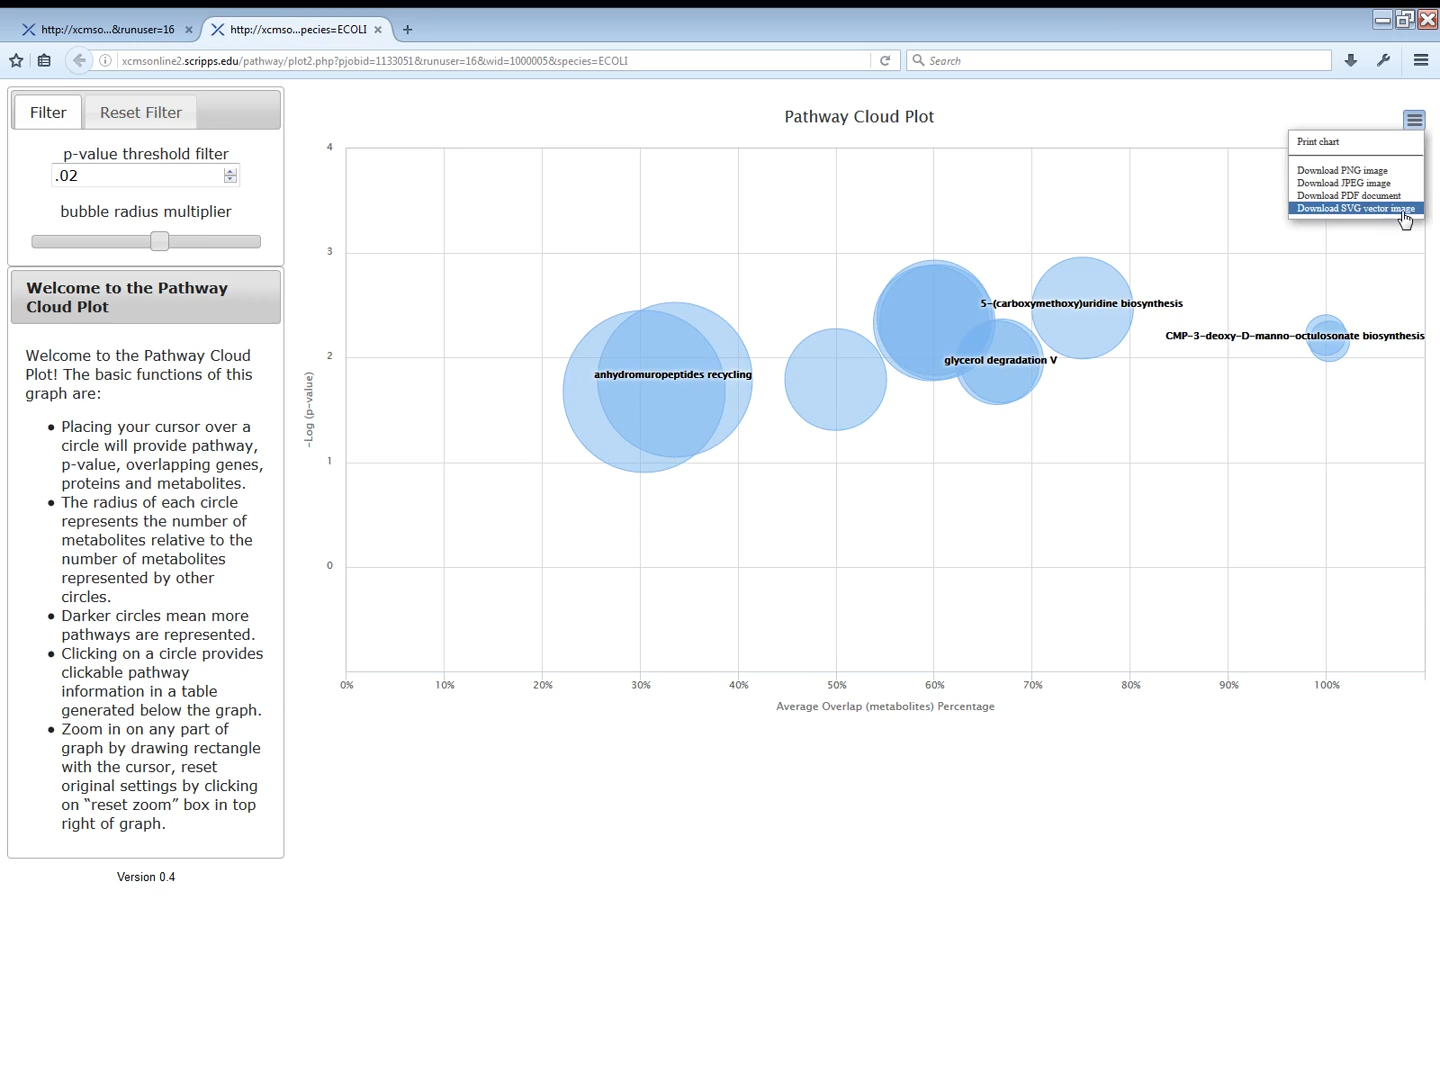 http://xcmso...&runuser=16
http://xcmso...pecies=ECOLI
xcmsonline2.scripps.edu/pathway/plot2.php?pjobid=1133051&runuser=16&wid=1000005&species=ECOLI
Search
Filter
Reset Filter
p-value threshold filter
.02
bubble radius multiplier
Welcome to the Pathway
Cloud Plot
Welcome to the Pathway Cloud
Plot! The basic functions of this
graph are:
• Placing your cursor over a
circle will provide pathway,
p-value, overlapping genes,
proteins and metabolites.
• The radius of each circle
represents the number of
metabolites relative to the
number of metabolites
represented by other
circles.
• Darker circles mean more
pathways are represented.
• Clicking on a circle provides
clickable pathway
information in a table
generated below the graph.
• Zoom in on any part of
graph by drawing rectangle
with the cursor, reset
original settings by clicking
on “reset zoom” box in top
right of graph.
Version 0.4
Pathway Cloud Plot
Print chart
Download PNG image
Download JPEG image
Download PDF document
Download SVG vector image
4
3
2
1
0
-Log (p-value)
5-(carboxymethoxy)uridine biosynthesis
CMP-3-deoxy-D-manno-octulosonate biosynthesis
glycerol degradation V
anhydromuropeptides recycling
0%
10%
20%
30%
40%
50%
60%
70%
80%
90%
100%
Average Overlap (metabolites) Percentage